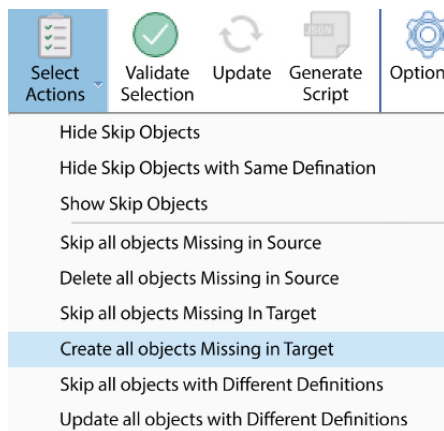 Select
Actions
Validate
Selection
Update
JSON
Generate
Script
Option
Hide Skip Objects
Hide Skip Objects with Same Defination
Show Skip Objects
Skip all objects Missing in Source
Delete all objects Missing in Source
Skip all objects Missing In Target
Create all objects Missing in Target
Skip all objects with Different Definitions
Update all objects with Different Definitions